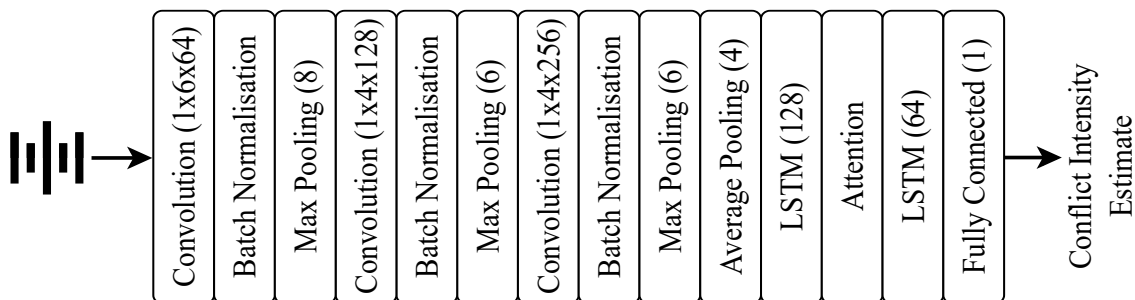 Convolution (1x6x64)
Batch Normalisation
Max Pooling (8)
Convolution (1x4x128)
Batch Normalisation
Max Pooling (6)
Convolution (1x4x256)
Batch Normalisation
Max Pooling (6)
Average Pooling (4)
LSTM (128)
Attention
LSTM (64)
Fully Connected (1)
Conflict Intensity
Estimate